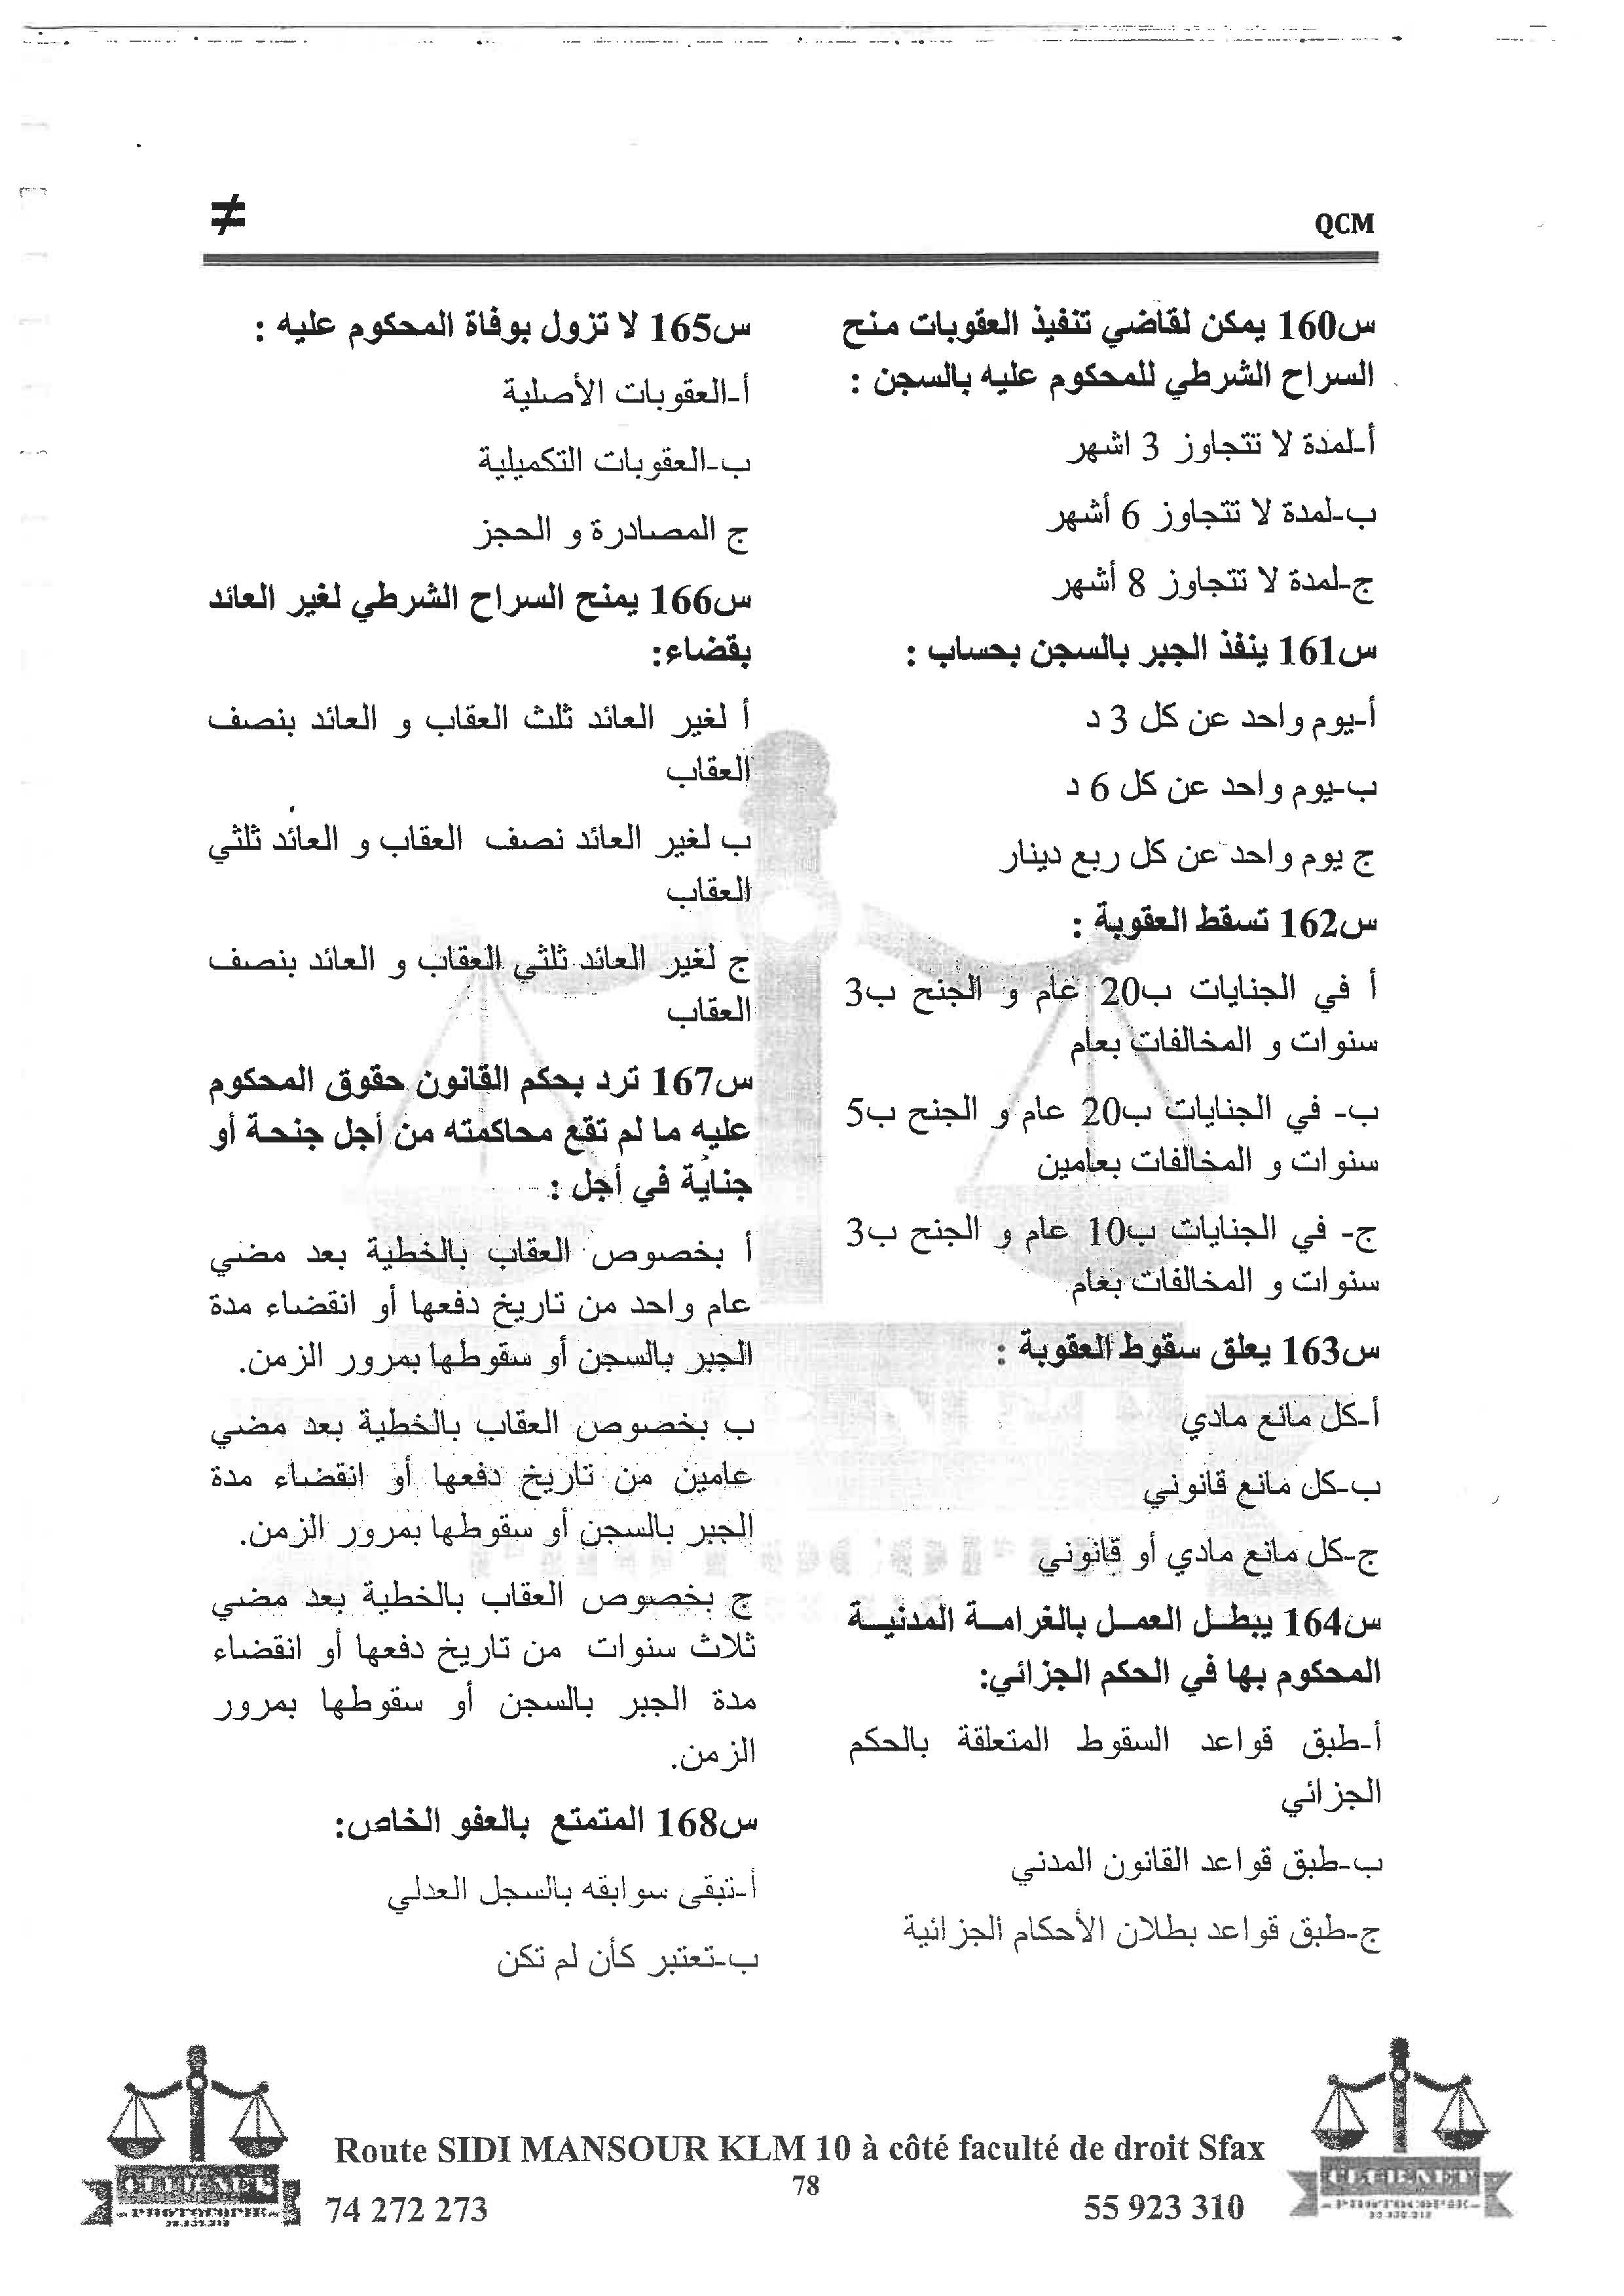 QCM
≠
س160 يمكن لقاضي تنفيذ العقوبات منح
السراح الشرطي للمحكوم عليه بالسجن :
أ-لمدة لا تتجاوز 3 اشهر
ب-لمدة لا تتجاوز 6 أشهر
ج-لمدة لا تتجاوز 8 أشهر
س161 ينفذ الجبر بالسجن بحساب :
أ-يوم واحد عن كل 3 د
ب-يوم واحد عن كل 6 د
ج يوم واحد عن كل ربع دينار
س162 تسقط العقوبة :
أ في الجنايات ب20 عام و الجنح ب3
سنوات و المخالفات بعام
ب- في الجنايات ب20 عام و الجنح ب5
سنوات و المخالفات بعامين
ج- في الجنايات ب10 عام و الجنح ب3
سنوات و المخالفات بعام
س163 يعلق سقوط العقوبة :
أ-كل مانع مادي
ب-كل مانع قانوني
ج-كل مانع مادي أو قانوني
س164 يبطل العمل بالغرامة المدنية
المحكوم بها في الحكم الجزائي:
أ-طبق قواعد السقوط المتعلقة بالحكم
الجزائي
ب-طبق قواعد القانون المدني
ج-طبق قواعد بطلان الأحكام الجزائية
س165 لا تزول بوفاة المحكوم عليه :
أ-العقوبات الأصلية
ب-العقوبات التكميلية
ج المصادرة و الحجز
س166 يمنح السراح الشرطي لغير العائد
بقضاء:
أ لغير العائد ثلث العقاب و العائد بنصف
العقاب
ب لغير العائد نصف العقاب و العائد ثلثي
العقاب
ج لغير العائد ثلثي العقاب و العائد بنصف
العقاب
س167 ترد بحكم القانون حقوق المحكوم
عليه ما لم تقع محاكمته من أجل جنحة أو
جناية في أجل :
أ بخصوص العقاب بالخطية بعد مضي
عام واحد من تاريخ دفعها أو انقضاء مدة
الجبر بالسجن أو سقوطها بمرور الزمن.
ب بخصوص العقاب بالخطية بعد مضي
عامين من تاريخ دفعها أو انقضاء مدة
الجبر بالسجن أو سقوطها بمرور الزمن.
ج بخصوص العقاب بالخطية بعد مضي
ثلاث سنوات من تاريخ دفعها أو انقضاء
مدة الجبر بالسجن أو سقوطها بمرور
الزمن.
س168 المتمتع بالعفو الخاص:
أ-تبقى سوابقه بالسجل العدلي
ب-تعتبر كأن لم تكن
Route SIDI MANSOUR KLM 10 à côté faculté de droit Sfax
78
74 272 273
55 923 310